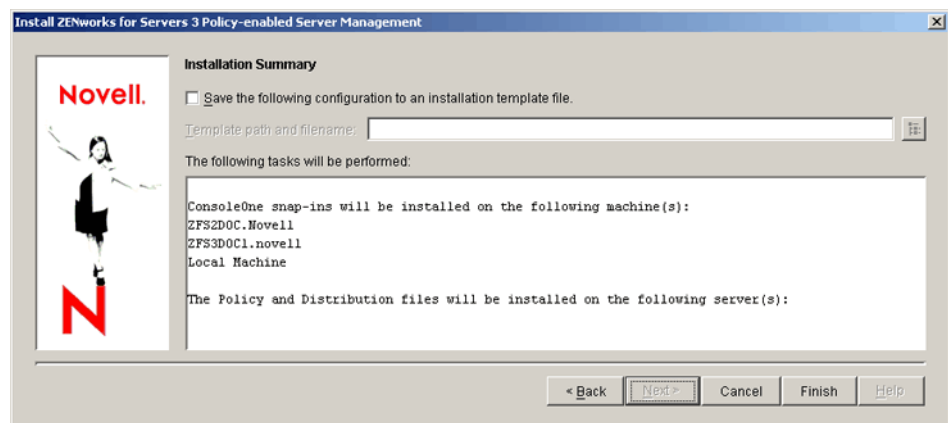 Install ZENworks for Servers 3 Policy-enabled Server Management
Novell.
N
Installation Summary
Save the following configuration to an installation template file.
Template path and filename:
The following tasks will be performed:
ConsoleOne snap-ins will be installed on the following machine(s):
ZFS2DOC.Novell
ZFS3DOC1.novell
Local Machine
The Policy and Distribution files will be installed on the following server(s):
< Back Next > Cancel Finish Help